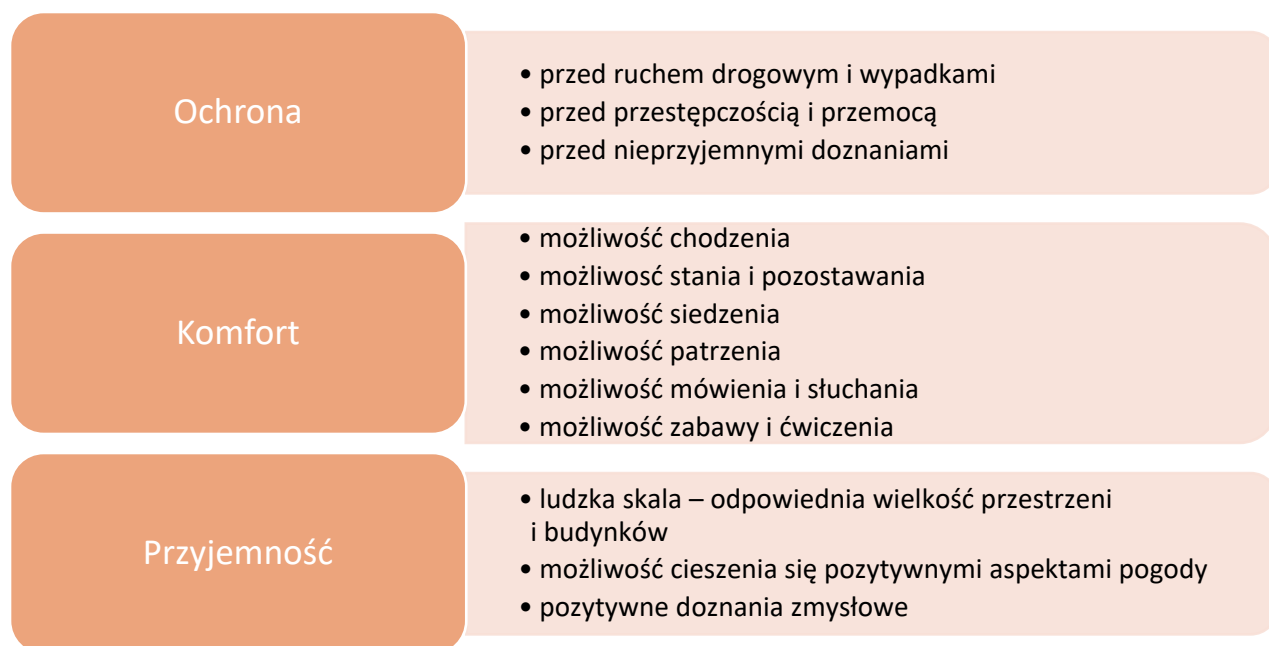 Ochrona
• przed ruchem drogowym i wypadkami
• przed przestępczością i przemocą
• przed nieprzyjemnymi doznaniami
Komfort
• możliwość chodzenia
• możliwosć stania i pozostawania
• możliwość siedzenia
• możliwość patrzenia
• możliwość mówienia i słuchania
• możliwość zabawy i ćwiczenia
Przyjemność
• ludzka skala – odpowiednia wielkość przestrzeni
i budynków
• możliwość cieszenia się pozytywnymi aspektami pogody
• pozytywne doznania zmysłowe